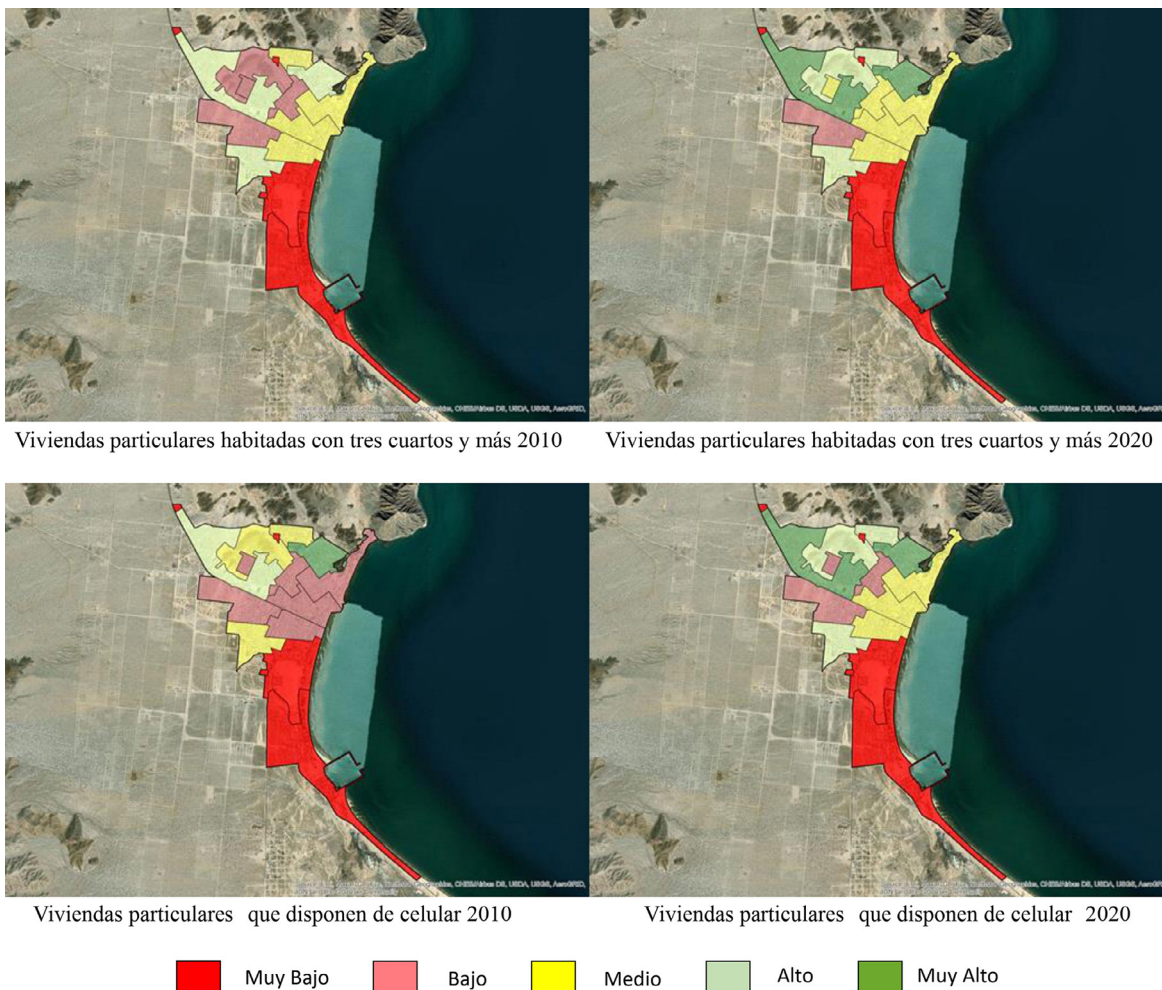 Viviendas particulares habitadas con tres cuartos y más 2010
Viviendas particulares habitadas con tres cuartos y más 2020
Viviendas particulares que disponen de celular 2010
Viviendas particulares que disponen de celular 2020
Muy Bajo
Bajo
Medio
Alto
Muy Alto